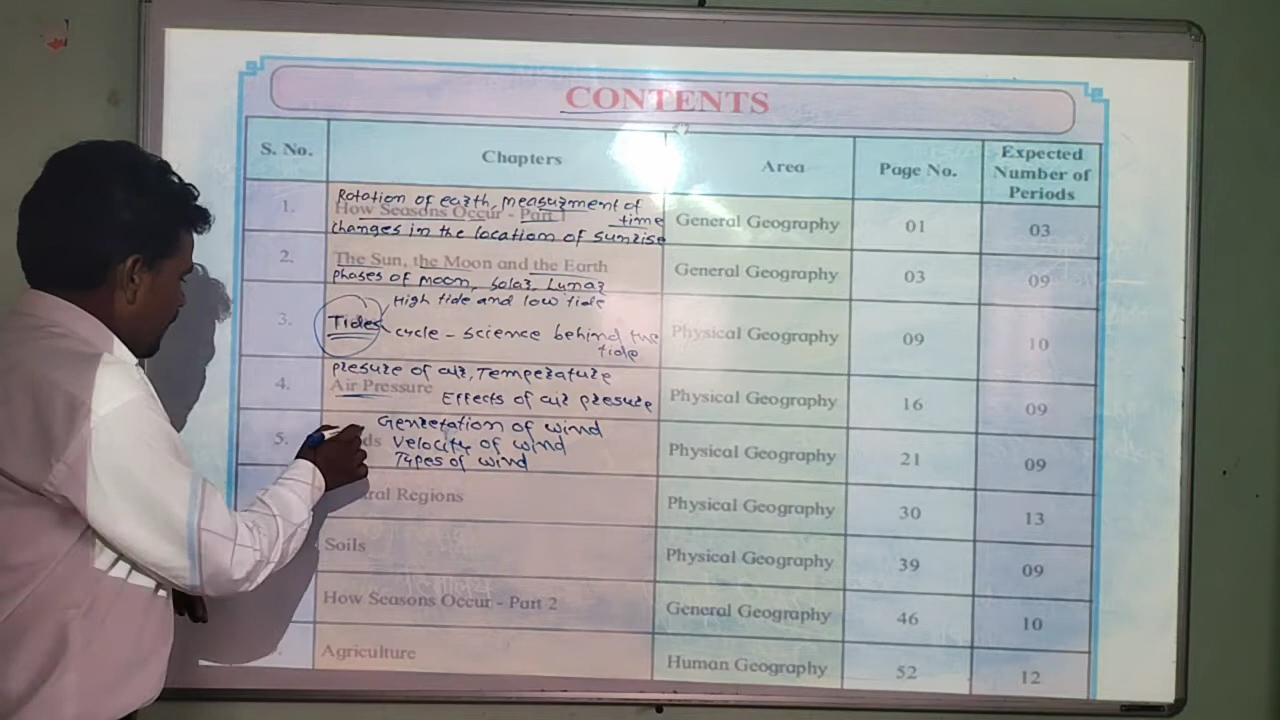 CONTENTS
S. No. Chapters Area Page No. Expected Number of Periods
Rotation of earth, measurment of time
1. How Seasons Occur - Part 1 General Geography 01 03
changes in the location of sunrise
2. The Sun, the Moon and the Earth General Geography 03 09
phases of moon, Solar, Lunar
High tide and low tide
3. Tides Physical Geography 09 10
cycle - science behind the tide
presure of air, Temperature
4. Air Pressure Physical Geography 16 09
Effects of air presure
Generetation of wind
5. Physical Geography 21 09
Velocity of wind
Types of wind
Regions Physical Geography 30 13
Soils Physical Geography 39 09
How Seasons Occur - Part 2 General Geography 46 10
Agriculture Human Geography 52 12